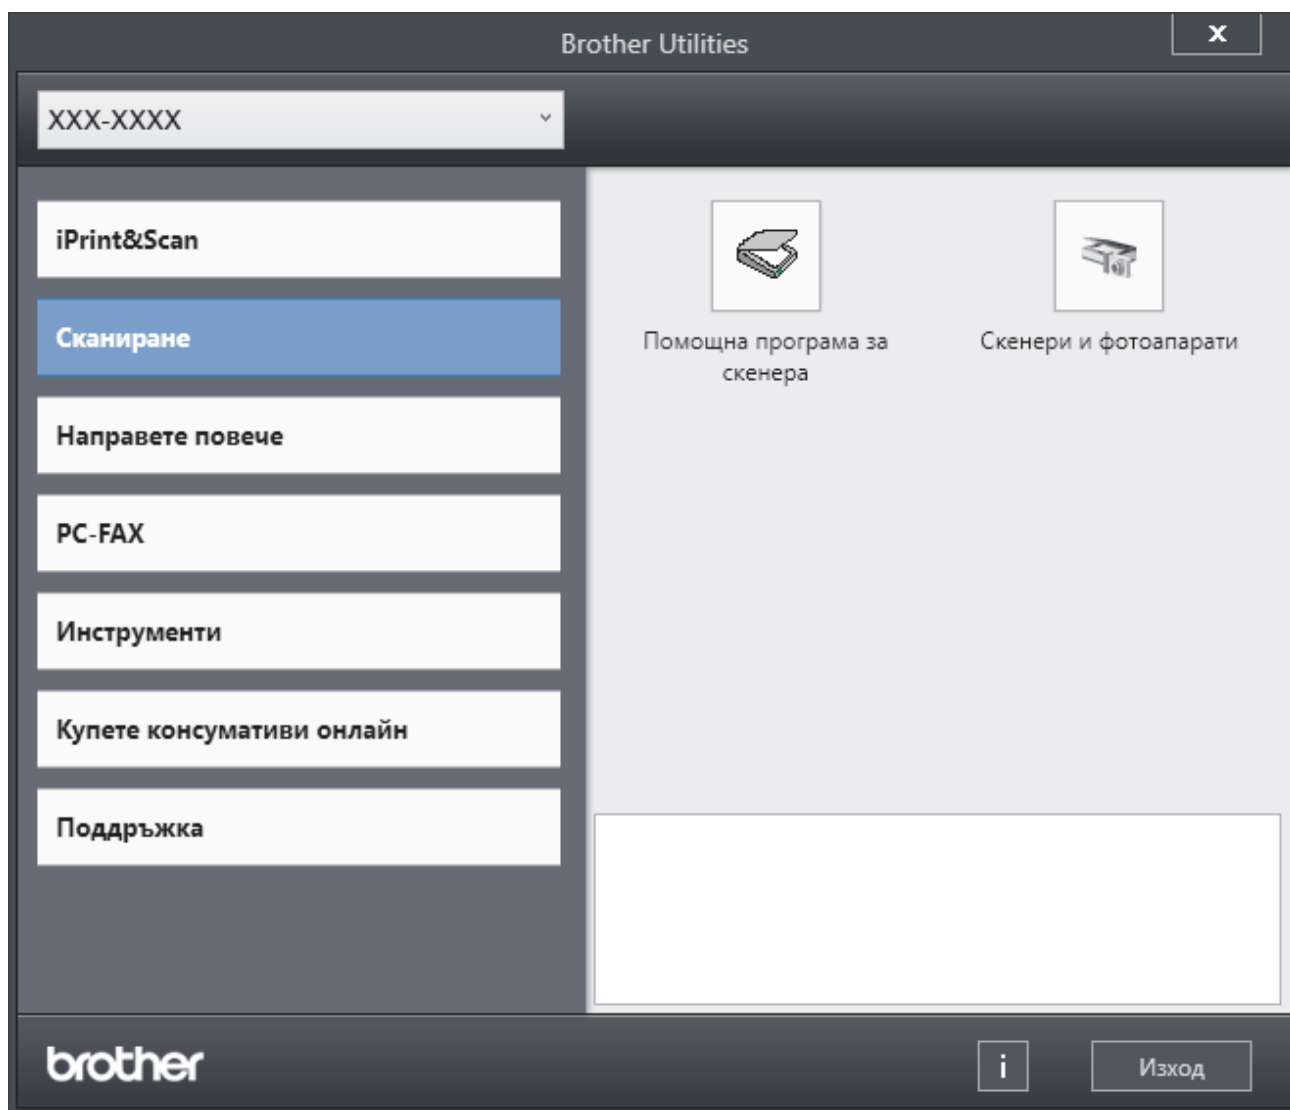 Brother Utilities
X
XXX-XXXX
iPrint&Scan
Сканиране
Направете повече
PC-FAX
Инструменти
Купете консумативи онлайн
Поддръжка
Помощна програма за
скенера
Скенери и фотоапарати
brother
i
Изход